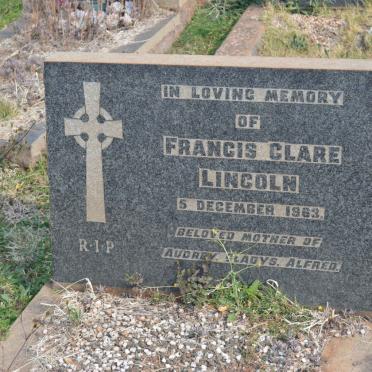 IN LOVING MEMORY
OF
FRANCIS CLARE
LINCOLN
5 DECEMBER 1963.
BELOVED MOTHER OF
AUDREY, GLADYS, ALFRED.
R·I·P